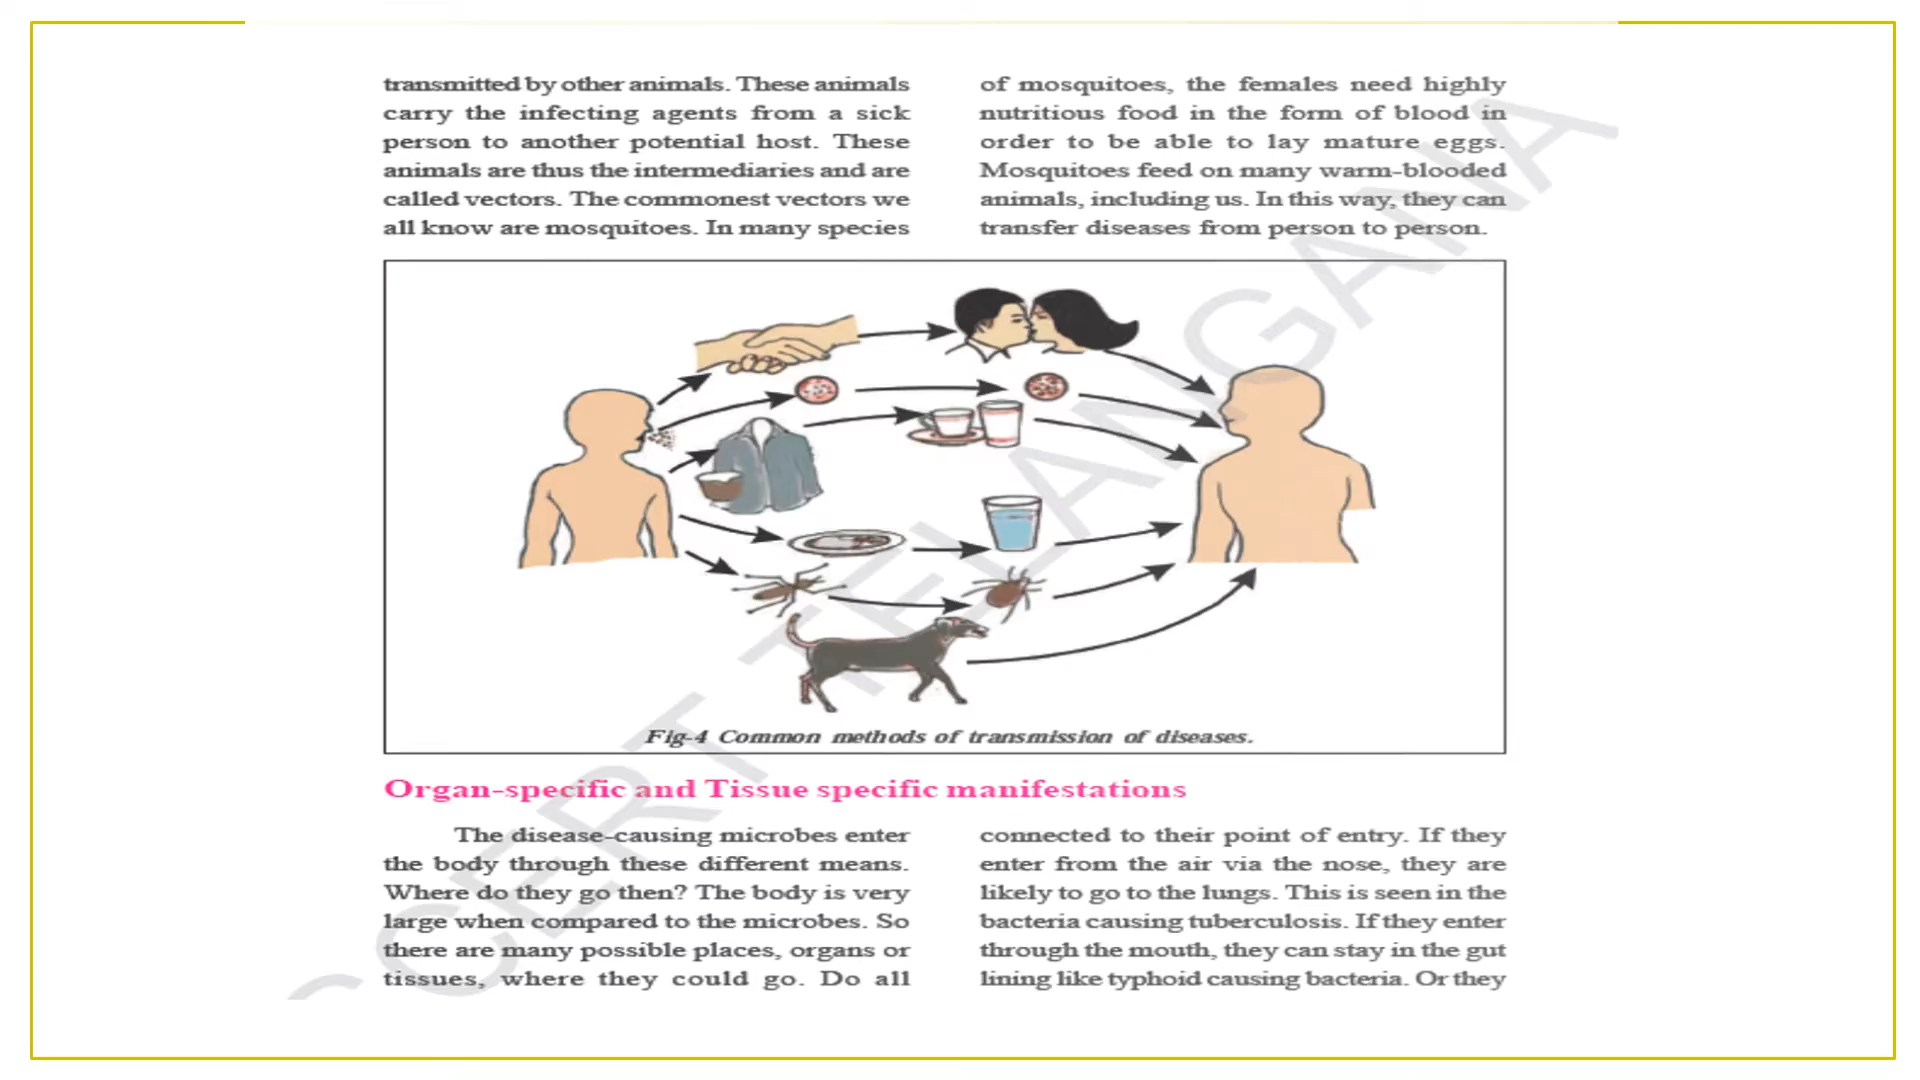 transmitted by other animals. These animals
carry the infecting agents from a sick
person to another potential host. These
animals are thus the intermediaries and are
called vectors. The commonest vectors we
all know are mosquitoes. In many species
of mosquitoes, the females need highly
nutritious food in the form of blood in
order to be able to lay mature eggs.
Mosquitoes feed on many warm-blooded
animals, including us. In this way, they can
transfer diseases from person to person.
Fig-4 Common methods of transmission of diseases.
Organ-specific and Tissue specific manifestations
The disease-causing microbes enter
the body through these different means.
Where do they go then? The body is very
large when compared to the microbes. So
there are many possible places, organs or
tissues, where they could go. Do all
connected to their point of entry. If they
enter from the air via the nose, they are
likely to go to the lungs. This is seen in the
bacteria causing tuberculosis. If they enter
through the mouth, they can stay in the gut
lining like typhoid causing bacteria. Or they
CERT TELANGANA